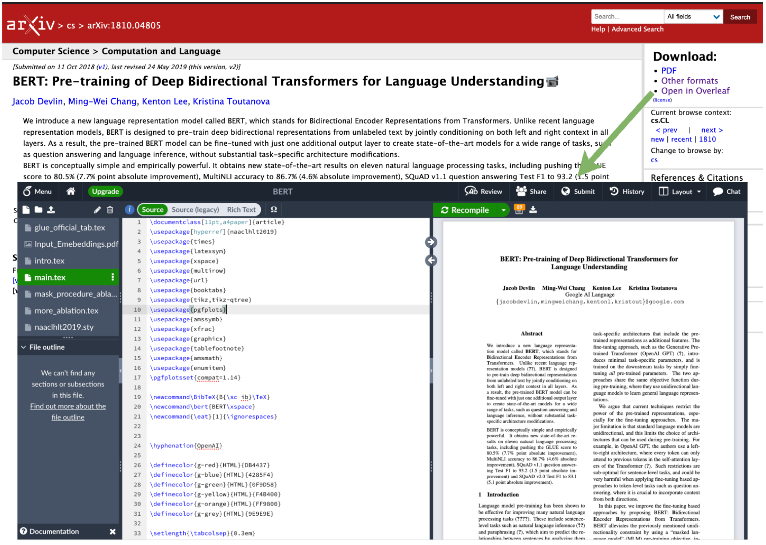 arXiv > cs > arXiv:1810.04805
Search...
All fields
Search
Help | Advanced Search
Computer Science > Computation and Language
[Submitted on 11 Oct 2018 (v1), last revised 24 May 2019 (this version, v2)]
BERT: Pre-training of Deep Bidirectional Transformers for Language Understanding
Jacob Devlin, Ming-Wei Chang, Kenton Lee, Kristina Toutanova
We introduce a new language representation model called BERT, which stands for Bidirectional Encoder Representations from Transformers. Unlike recent language
representation models, BERT is designed to pre-train deep bidirectional representations from unlabeled text by jointly conditioning on both left and right context in all
layers. As a result, the pre-trained BERT model can be fine-tuned with just one additional output layer to create state-of-the-art models for a wide range of tasks, such
as question answering and language inference, without substantial task-specific architecture modifications.
BERT is conceptually simple and empirically powerful. It obtains new state-of-the-art results on eleven natural language processing tasks, including pushing the GLUE
score to 80.5% (7.7% point absolute improvement), MultiNLI accuracy to 86.7% (4.6% absolute improvement), SQuAD v1.1 question answering Test F1 to 93.2 (1.5 point
Download:
PDF
Other formats
Open in Overleaf
(license)
Current browse context:
cs.CL
< prev | next >
new | recent | 1810
Change to browse by:
cs
References & Citations
Menu
Upgrade
BERT
Review
Share
Submit
History
Layout
Chat
glue_official_tab.tex
Input_Emebeddings.pdf
intro.tex
main.tex
mask_procedure_abla...
more_ablation.tex
naaclhlt2019.sty
File outline
We can't find any
sections or subsections
in this file.
Find out more about the
file outline
Documentation
Source
Source (legacy)
Rich Text
Ω
1 \documentclass[11pt,a4paper]{article}
2 \usepackage[hyperref]{naaclhlt2019}
3 \usepackage{times}
4 \usepackage{latexsym}
5 \usepackage{xspace}
6 \usepackage{multirow}
7 \usepackage{url}
8 \usepackage{booktabs}
9 \usepackage{tikz,tikz-qtree}
10 \usepackage{pgfplots}
11 \usepackage{amssymb}
12 \usepackage{xfrac}
13 \usepackage{graphicx}
14 \usepackage{tablefootnote}
15 \usepackage{amsmath}
16 \usepackage{enumitem}
17 \pgfplotsset{compat=1.14}
18
19 \newcommand\BibTeX{B{\sc ib}\TeX}
20 \newcommand\bert{BERT\xspace}
21 \newcommand{\eat}[1]{\ignorespaces}
22
23
24 \hyphenation{OpenAI}
25
26 \definecolor{g-red}{HTML}{DB4437}
27 \definecolor{g-blue}{HTML}{4285F4}
28 \definecolor{g-green}{HTML}{0F9D58}
29 \definecolor{g-yellow}{HTML}{F4B400}
30 \definecolor{g-orange}{HTML}{FF9800}
31 \definecolor{g-grey}{HTML}{9E9E9E}
32
33 \setlength{\tabcolsep}{0.3em}
Recompile
BERT: Pre-training of Deep Bidirectional Transformers for
Language Understanding
Jacob Devlin Ming-Wei Chang Kenton Lee Kristina Toutanova
Google AI Language
{jacobdevlin,mingweichang,kentonl,kristout}@google.com
Abstract
We introduce a new language representation model called BERT, which stands for
Bidirectional Encoder Representations from
Transformers. Unlike recent language representation models (??), BERT is designed
to pre-train deep bidirectional representations
from unlabeled text by jointly conditioning on
both left and right context in all layers. As a
result, the pre-trained BERT model can be fine-tuned with just one additional output layer
to create state-of-the-art models for a wide
range of tasks, such as question answering and
language inference, without substantial task-specific architecture modifications.
BERT is conceptually simple and empirically
powerful. It obtains new state-of-the-art results on eleven natural language processing
tasks, including pushing the GLUE score to
80.5% (7.7% point absolute improvement),
MultiNLI accuracy to 86.7% (4.6% absolute
improvement), SQuAD v1.1 question answering Test F1 to 93.2 (1.5 point absolute improvement) and SQuAD v2.0 Test F1 to 83.1
(5.1 point absolute improvement).
1 Introduction
Language model pre-training has been shown to
be effective for improving many natural language
processing tasks (????). These include sentence-level tasks such as natural language inference (??)
and paraphrasing (?), which aim to predict the relationships between sentences by analyzing them
task-specific architectures that include the pre-trained representations as additional features. The
fine-tuning approach, such as the Generative Pre-trained Transformer (OpenAI GPT) (?), introduces minimal task-specific parameters, and is
trained on the downstream tasks by simply fine-tuning all pre-trained parameters. The two approaches share the same objective function during pre-training, where they use unidirectional language models to learn general language representations.
We argue that current techniques restrict the
power of the pre-trained representations, especially for the fine-tuning approaches. The major limitation is that standard language models are
unidirectional, and this limits the choice of architectures that can be used during pre-training. For
example, in OpenAI GPT, the authors use a left-to-right architecture, where every token can only
attend to previous tokens in the self-attention layers of the Transformer (?). Such restrictions are
sub-optimal for sentence-level tasks, and could be
very harmful when applying fine-tuning based approaches to token-level tasks such as question answering, where it is crucial to incorporate context
from both directions.
In this paper, we improve the fine-tuning based
approaches by proposing BERT: Bidirectional
Encoder Representations from Transformers.
BERT alleviates the previously mentioned unidirectionality constraint by using a "masked language